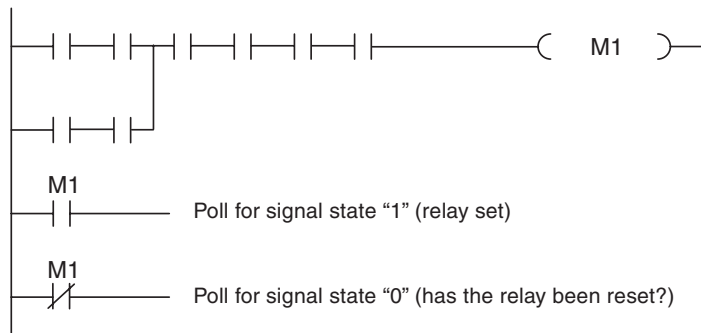 M1
M1
Poll for signal state “1” (relay set)
M1
Poll for signal state “0” (has the relay been reset?)